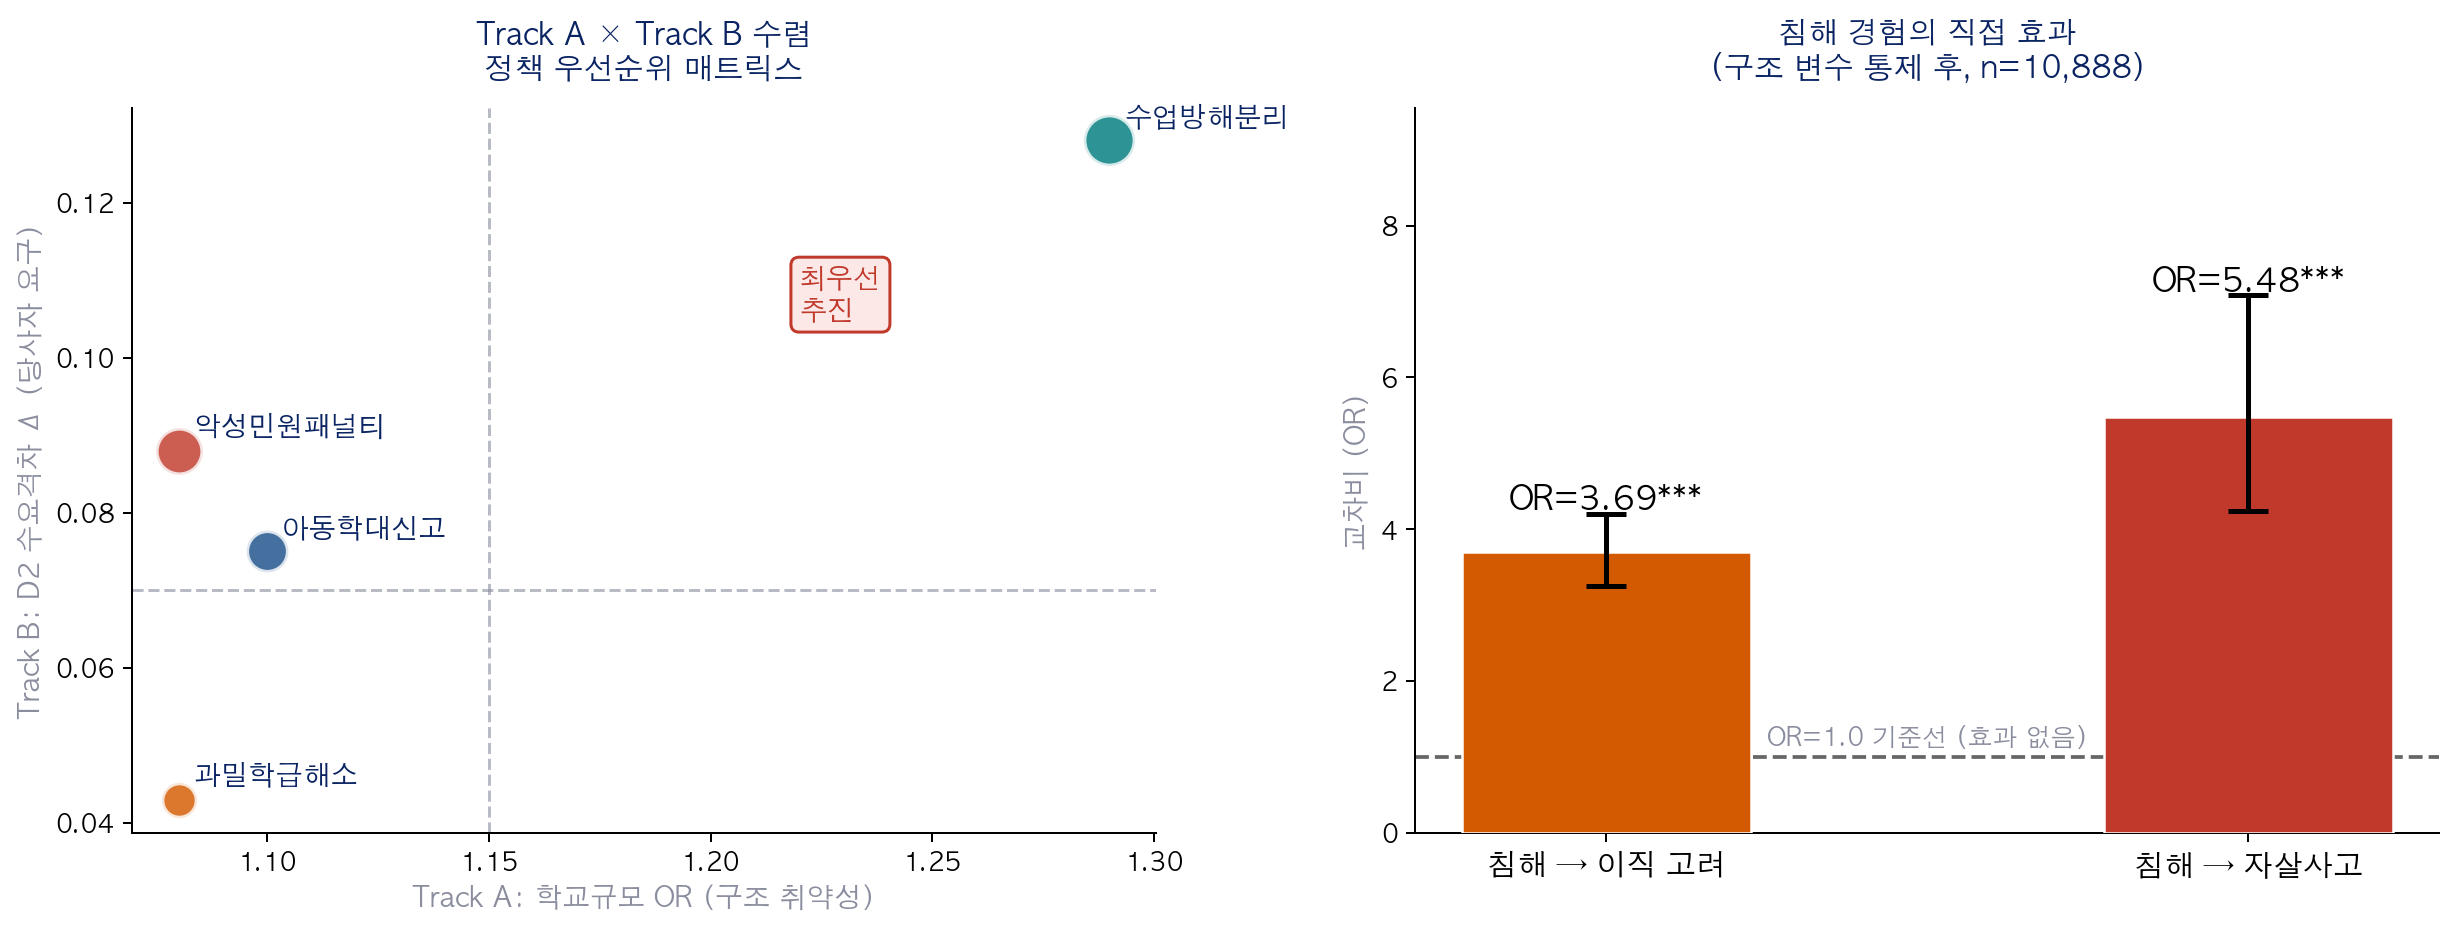 Track A × Track B 수렴
정책 우선순위 매트릭스
Track B: D2 수요격차 Δ (당사자 요구)
0.12
0.10
0.08
0.06
0.04
수업방해분리
최우선
추진
악성민원패널티
아동학대신고
과밀학급해소
1.10
1.15
1.20
1.25
1.30
Track A: 학교규모 OR (구조 취약성)
침해 경험의 직접 효과
(구조 변수 통제 후, n=10,888)
교차비 (OR)
8
6
4
2
0
OR=3.69***
OR=5.48***
OR=1.0 기준선 (효과 없음)
침해 → 이직 고려
침해 → 자살사고